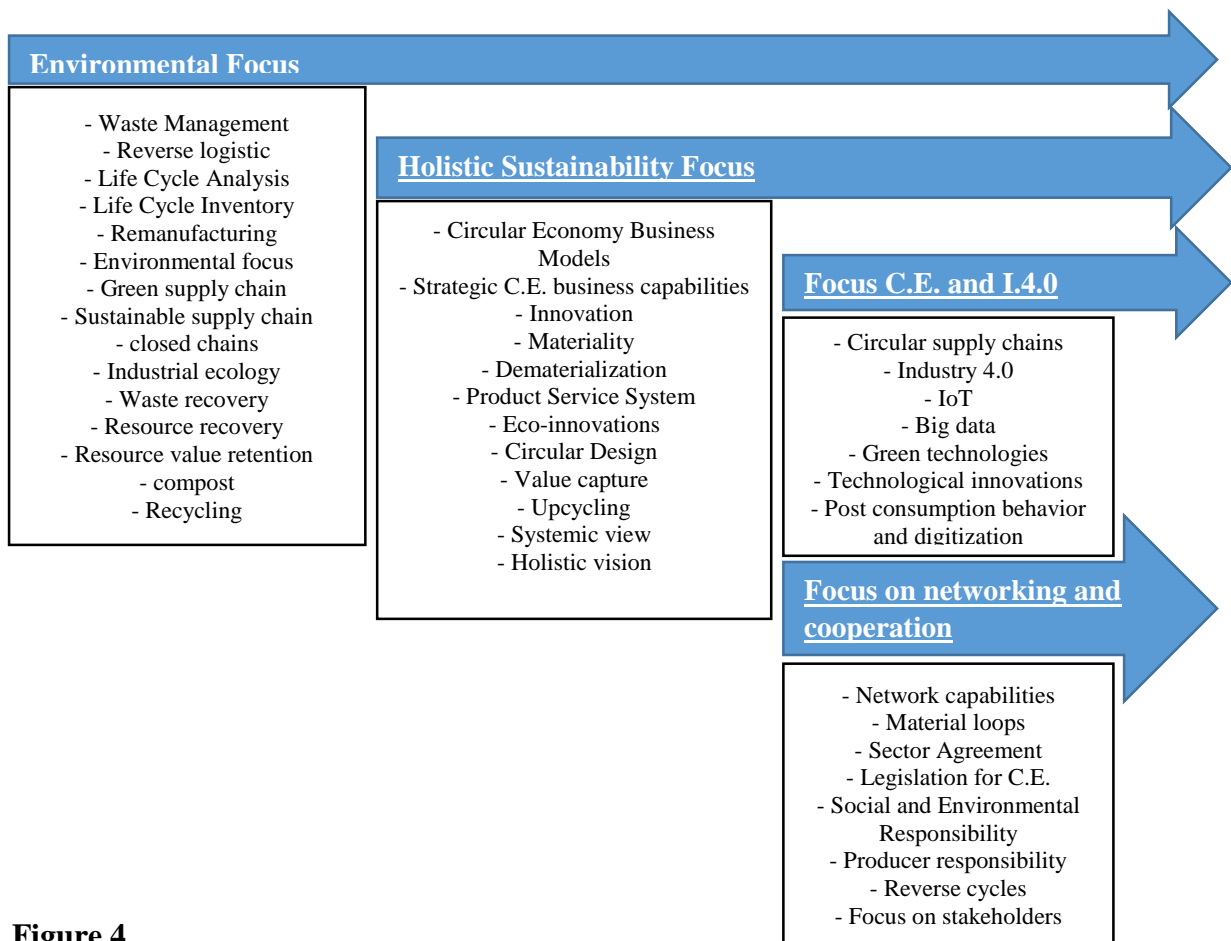 Environmental Focus
- Waste Management
- Reverse logistic
- Life Cycle Analysis
- Life Cycle Inventory
- Remanufacturing
- Environmental focus
- Green supply chain
- Sustainable supply chain
- closed chains
- Industrial ecology
- Waste recovery
- Resource recovery
- Resource value retention
- compost
- Recycling
Holistic Sustainability Focus
- Circular Economy Business
Models
- Strategic C.E. business capabilities
- Innovation
- Materiality
- Dematerialization
- Product Service System
- Eco-innovations
- Circular Design
- Value capture
- Upcycling
- Systemic view
- Holistic vision
Focus C.E. and I.4.0
- Circular supply chains
- Industry 4.0
- IoT
- Big data
- Green technologies
- Technological innovations
- Post consumption behavior
and digitization
Focus on networking and
cooperation
- Network capabilities
- Material loops
- Sector Agreement
- Legislation for C.E.
- Social and Environmental
Responsibility
- Producer responsibility
- Reverse cycles
- Focus on stakeholders
Figure 4